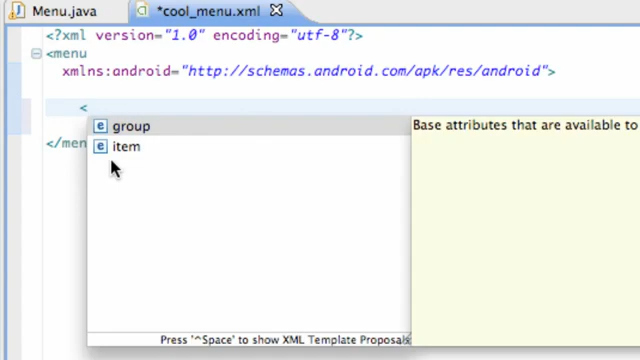 Menu.java
*cool_menu.xml
<?xml version="1.0" encoding="utf-8"?>
<menu
xmlns:android="http://schemas.android.com/apk/res/android">
<
e group
e item
Base attributes that are available to
</men
Press '^Space' to show XML Template Proposals